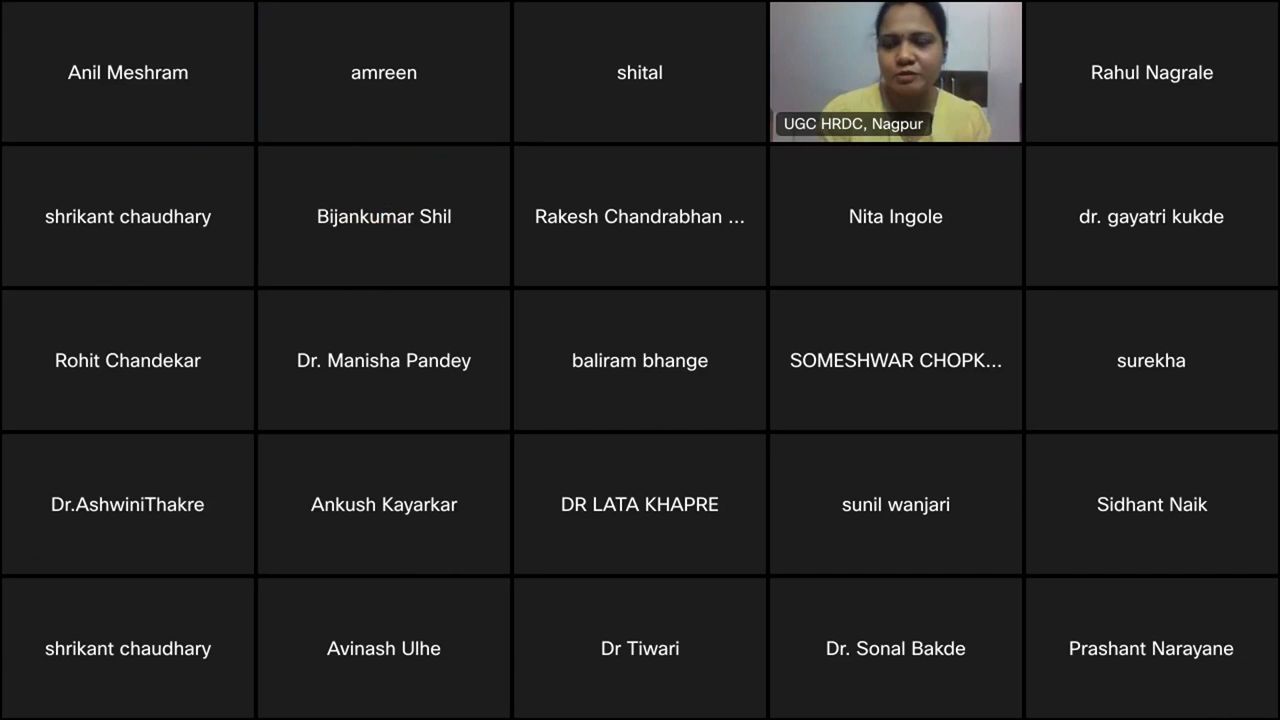 Anil Meshram
amreen
shital
UGC HRDC, Nagpur
Rahul Nagrale
shrikant chaudhary
Bijankumar Shil
Rakesh Chandrabhan ...
Nita Ingole
dr. gayatri kukde
Rohit Chandekar
Dr. Manisha Pandey
baliram bhange
SOMESHWAR CHOPK...
surekha
Dr.AshwiniThakre
Ankush Kayarkar
DR LATA KHAPRE
sunil wanjari
Sidhant Naik
shrikant chaudhary
Avinash Ulhe
Dr Tiwari
Dr. Sonal Bakde
Prashant Narayane